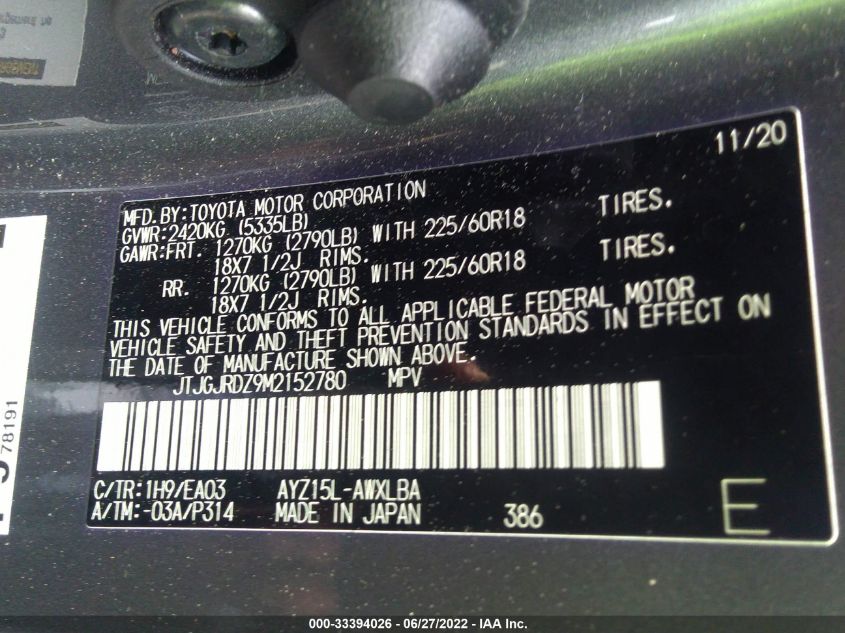 11/20
MFD.BY:TOYOTA MOTOR CORPORATION
GVWR:2420KG (5335LB)
GAWR:FRT. 1270KG (2790LB) WITH 225/60R18 TIRES.
18X7 1/2J RIMS.
RR. 1270KG (2790LB) WITH 225/60R18 TIRES.
18X7 1/2J RIMS.
THIS VEHICLE CONFORMS TO ALL APPLICABLE FEDERAL MOTOR
VEHICLE SAFETY AND THEFT PREVENTION STANDARDS IN EFFECT ON
THE DATE OF MANUFACTURE SHOWN ABOVE.
JTJGJRDZ9M2152780 MPV
C/TR:1H9/EA03 AYZ15L-AWXLBA
A/TM:-03A/P314 MADE IN JAPAN 386 E
78191
000-33394026 - 06/27/2022 - IAA Inc.